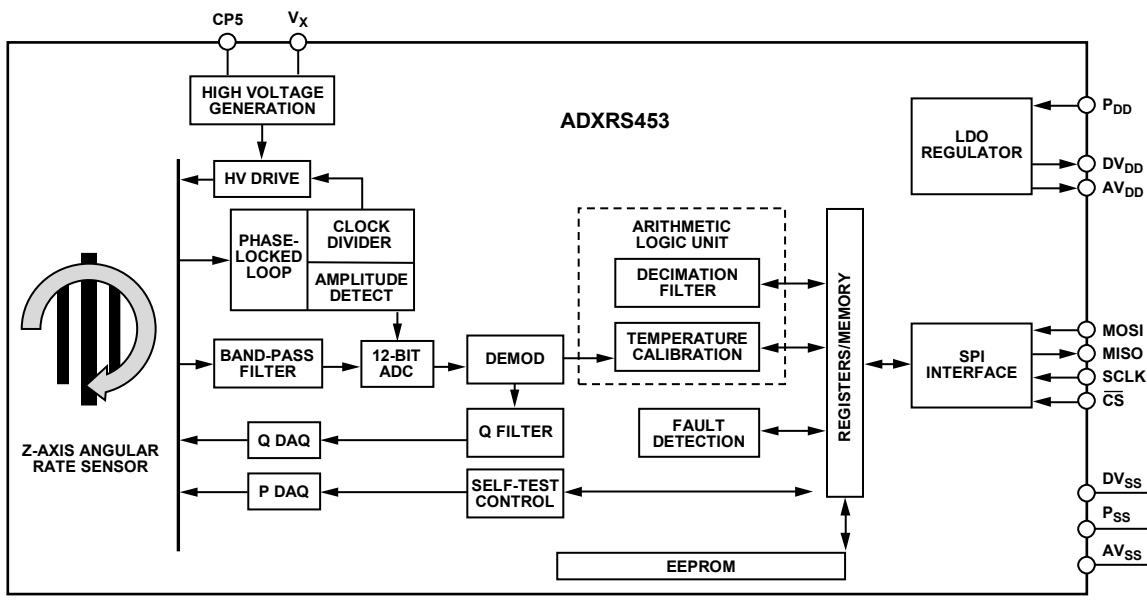 CP5
VX
HIGH VOLTAGE
GENERATION
ADXRS453
LDO
REGULATOR
PDD
DVDD
AVDD
HV DRIVE
PHASE-
LOCKED
LOOP
CLOCK
DIVIDER
AMPLITUDE
DETECT
ARITHMETIC
LOGIC UNIT
DECIMATION
FILTER
TEMPERATURE
CALIBRATION
BAND-PASS
FILTER
12-BIT
ADC
DEMOD
REGISTERS/MEMORY
SPI
INTERFACE
MOSI
MISO
SCLK
CS
Z-AXIS ANGULAR
RATE SENSOR
Q DAQ
Q FILTER
FAULT
DETECTION
P DAQ
SELF-TEST
CONTROL
EEPROM
DVSS
PSS
AVSS